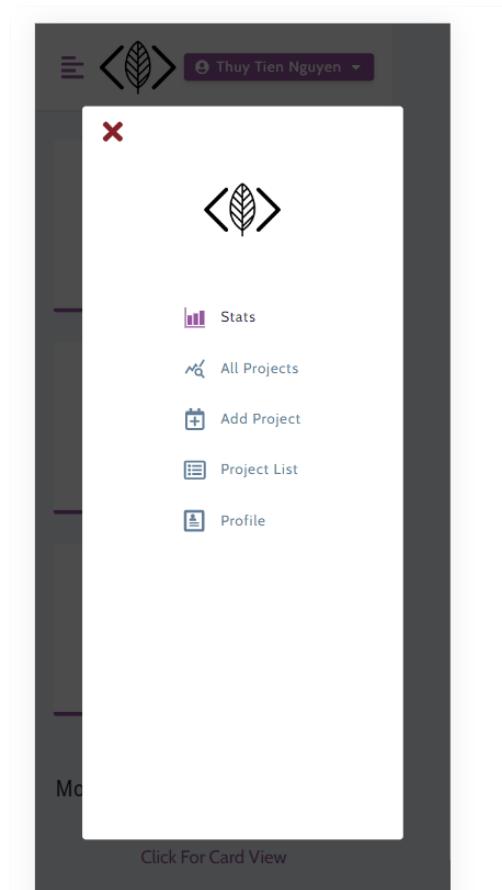 Thuy Tien Nguyen
Stats
All Projects
Add Project
Project List
Profile
Mo
Click For Card View